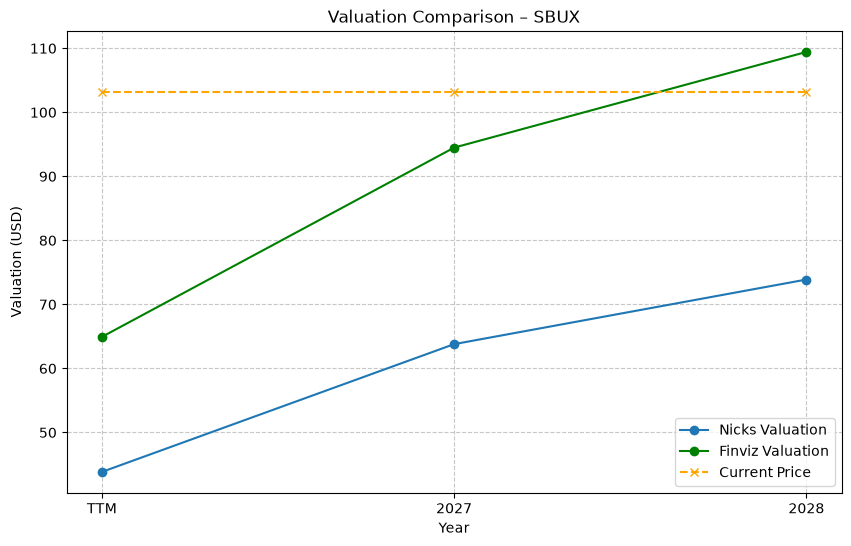 Valuation Comparison – SBUX
Valuation (USD)
110
100
90
80
70
60
50
TTM
2027
2028
Year
Nicks Valuation
Finviz Valuation
Current Price